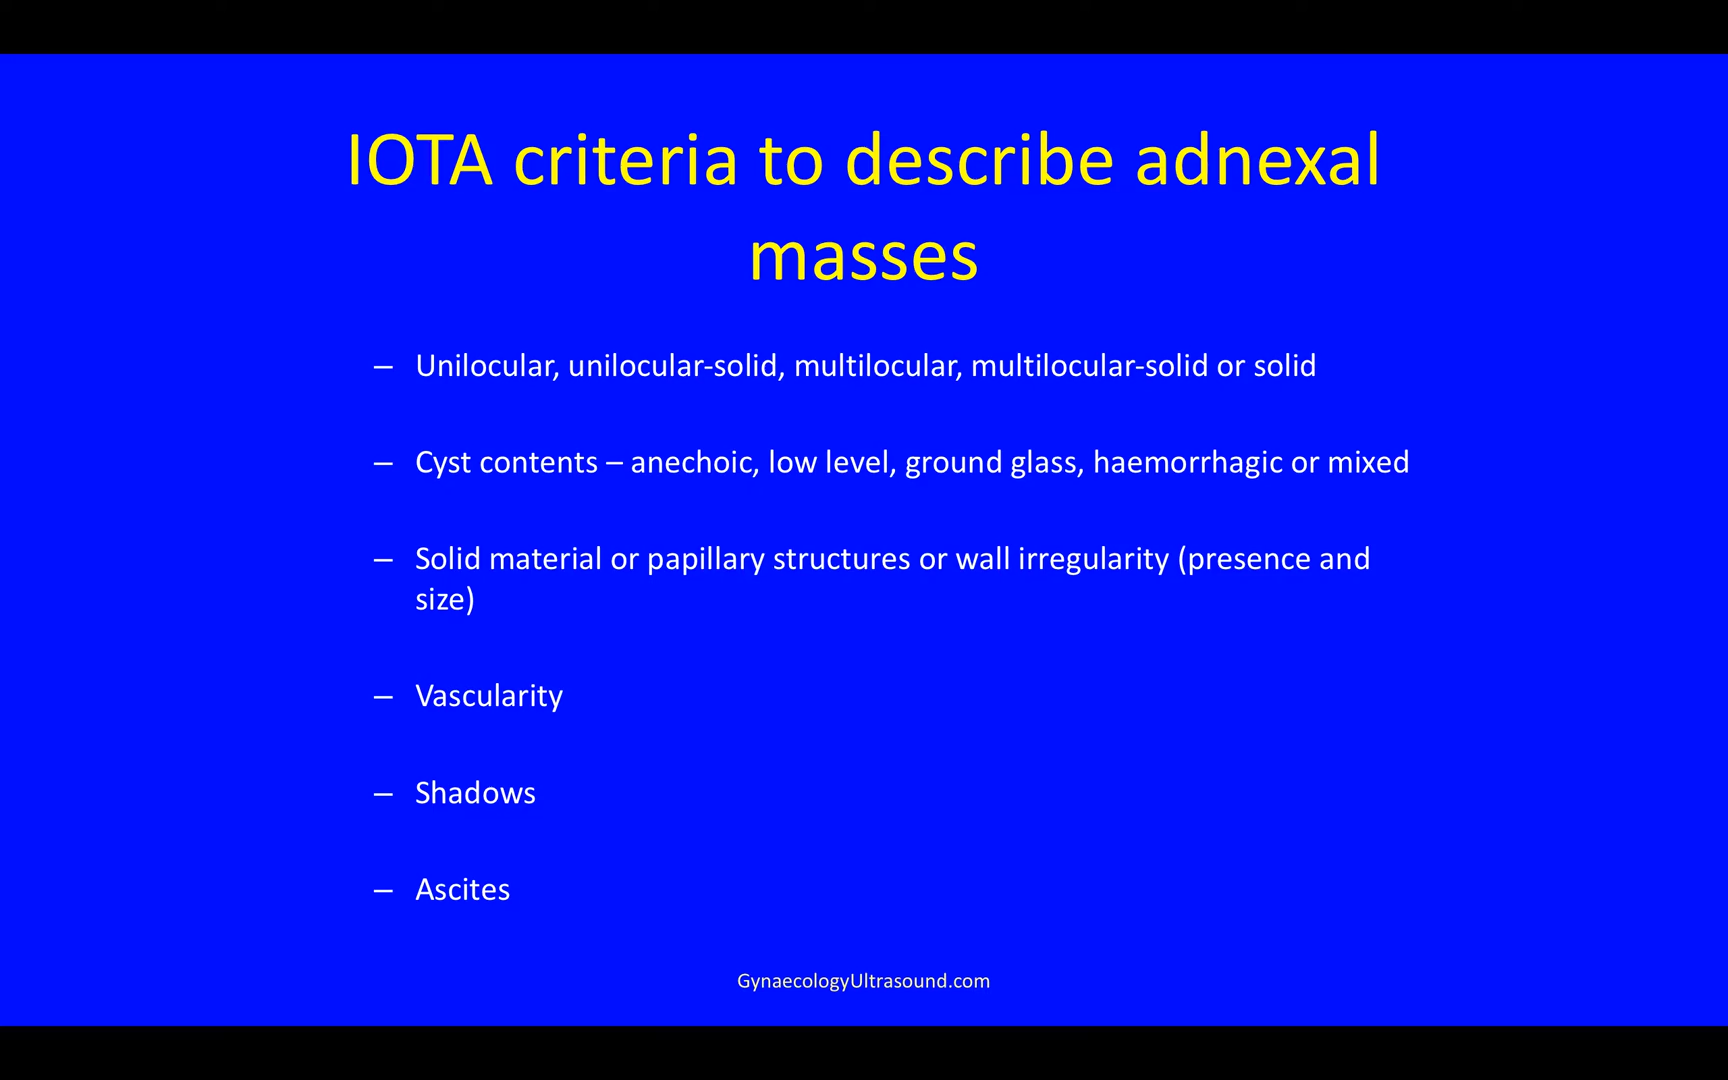 IOTA criteria to describe adnexal
masses
– Unilocular, unilocular-solid, multilocular, multilocular-solid or solid
– Cyst contents – anechoic, low level, ground glass, haemorrhagic or mixed
– Solid material or papillary structures or wall irregularity (presence and
size)
– Vascularity
– Shadows
– Ascites
GynaecologyUltrasound.com